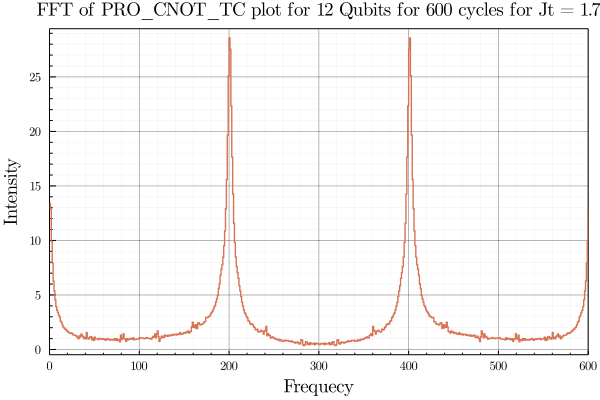 FFT of PRO_CNOT_TC plot for 12 Qubits for 600 cycles for Jt = 1.7
25
20
15
10
5
0
Intensity
0 100 200 300 400 500 600
Frequecy